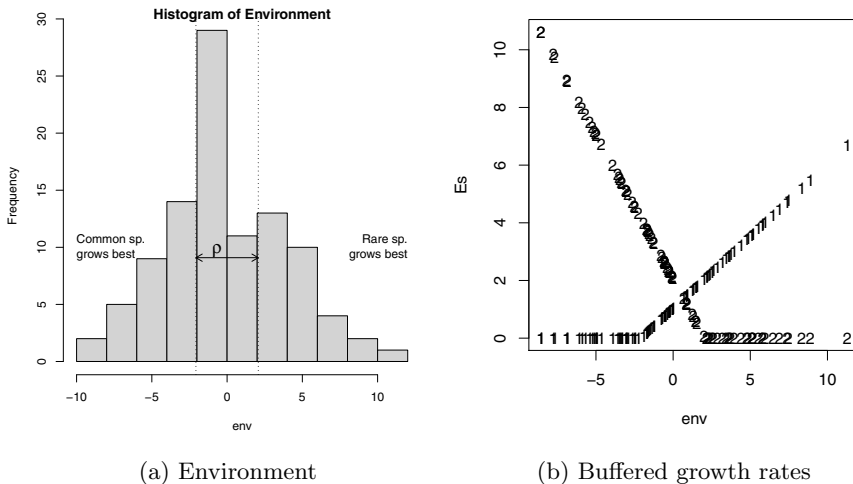 Histogram of Environment
Frequency
0
5
10
15
20
25
30
Common sp.
grows best
ρ
Rare sp.
grows best
−10
−5
0
5
10
env
(a) Environment
Es
0
2
4
6
8
10
−5
0
5
10
env
(b) Buffered growth rates